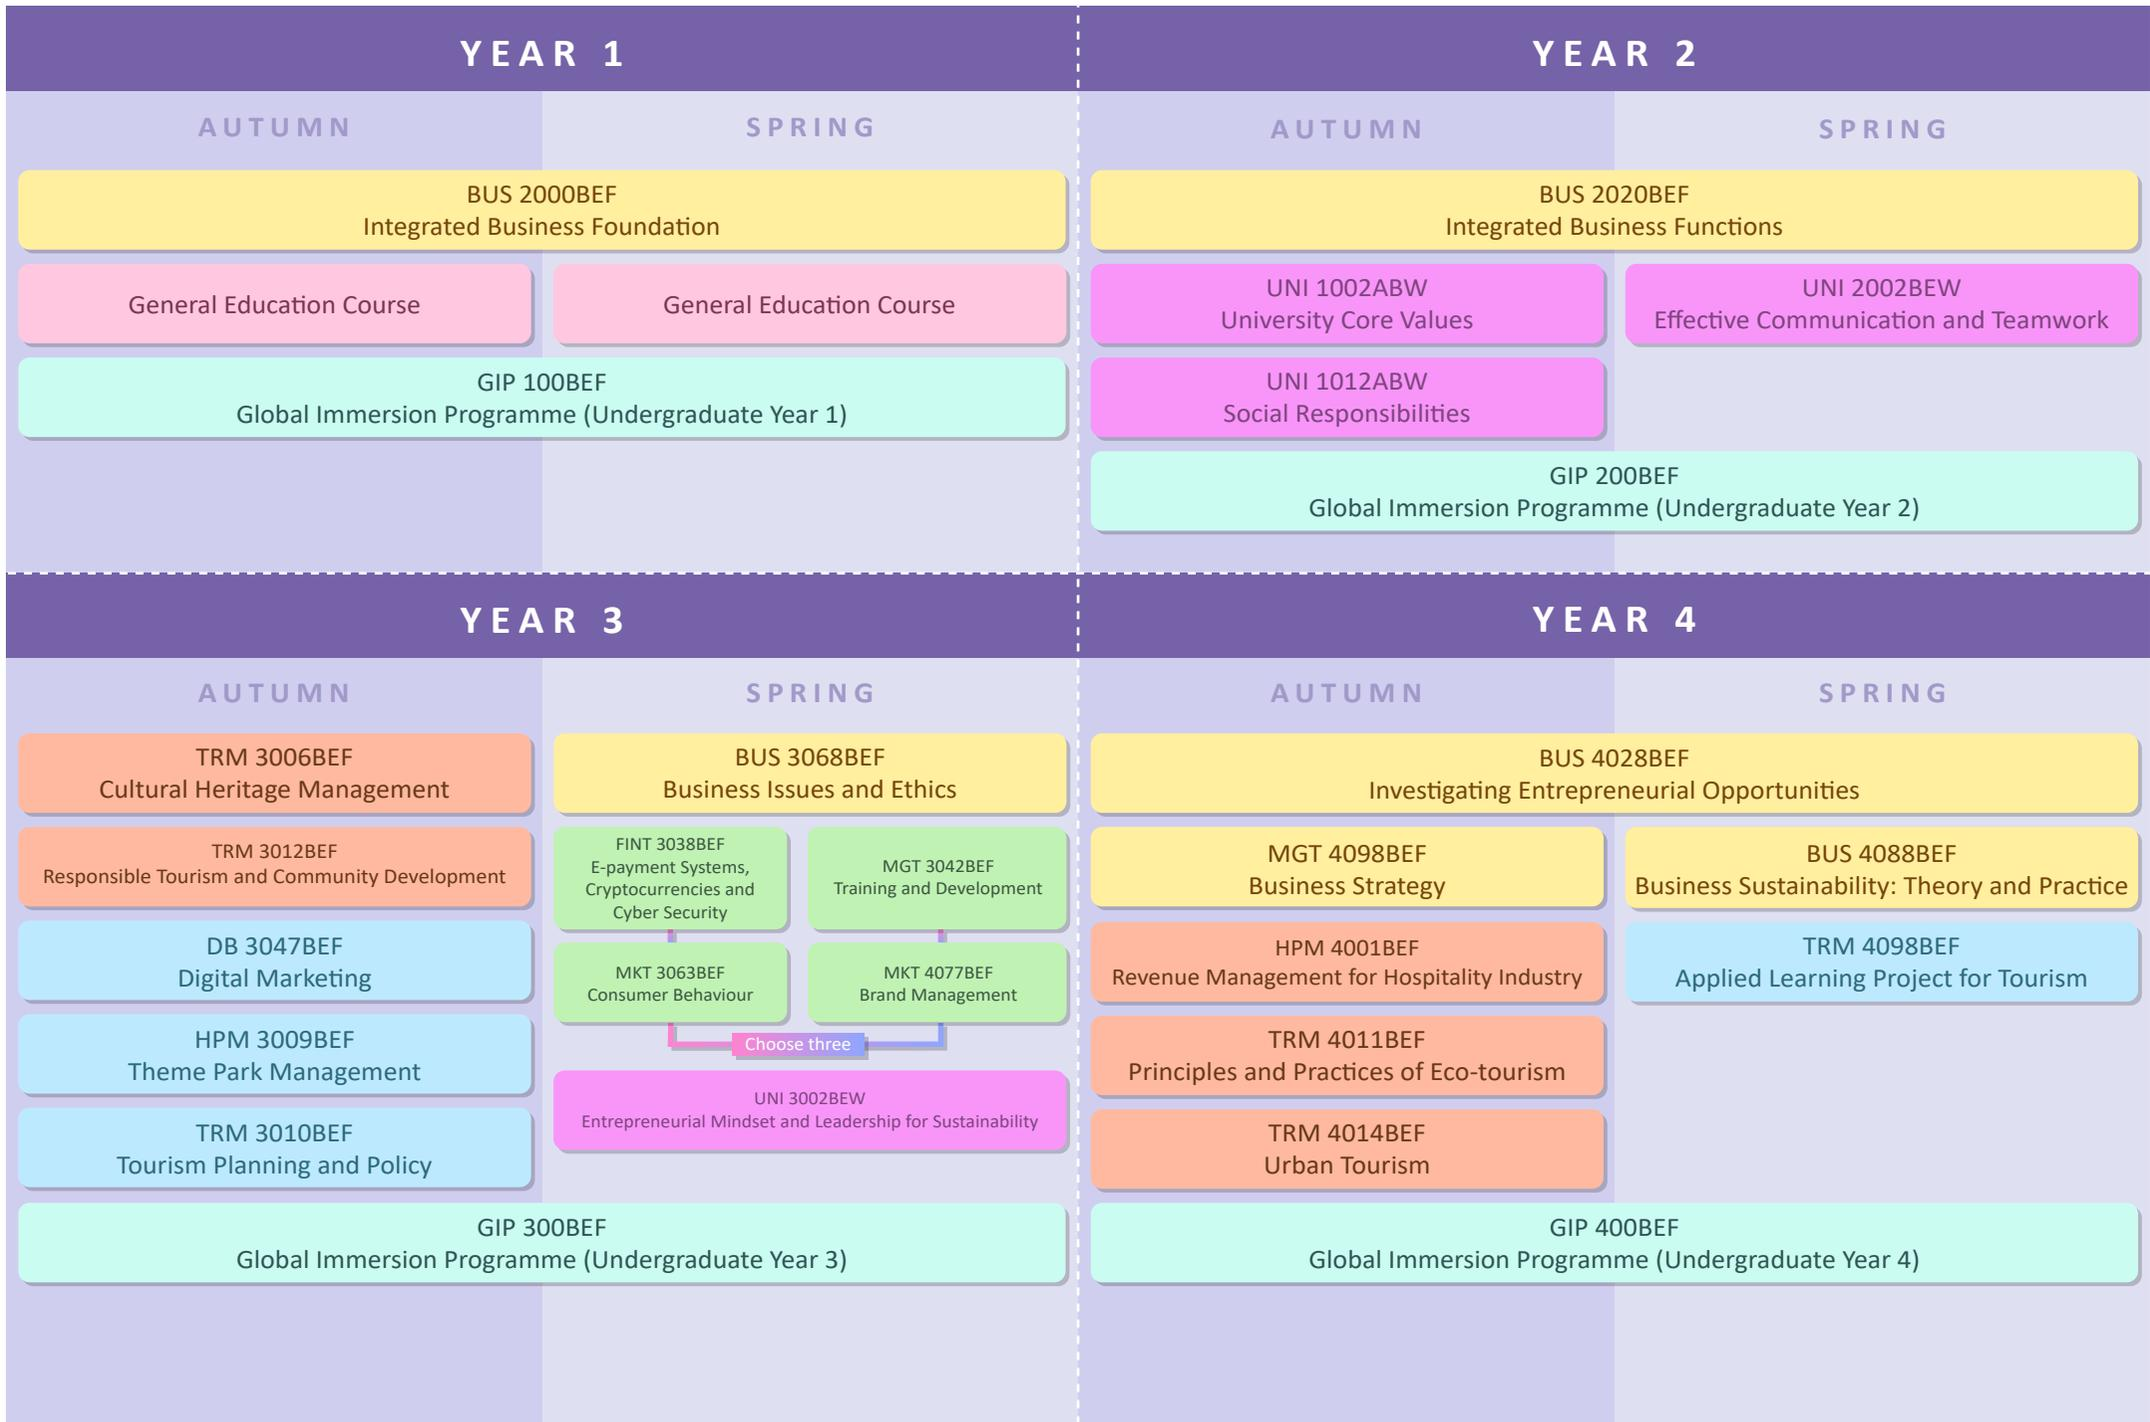 YEAR 1
AUTUMN
SPRING
BUS 2000BEF
Integrated Business Foundation
General Education Course
General Education Course
GIP 100BEF
Global Immersion Programme (Undergraduate Year 1)
YEAR 2
AUTUMN
SPRING
BUS 2020BEF
Integrated Business Functions
UNI 1002ABW
University Core Values
UNI 2002BEW
Effective Communication and Teamwork
UNI 1012ABW
Social Responsibilities
GIP 200BEF
Global Immersion Programme (Undergraduate Year 2)
YEAR 3
AUTUMN
TRM 3006BEF
Cultural Heritage Management
TRM 3012BEF
Responsible Tourism and Community Development
DB 3047BEF
Digital Marketing
HPM 3009BEF
Theme Park Management
TRM 3010BEF
Tourism Planning and Policy
SPRING
BUS 3068BEF
Business Issues and Ethics
FINT 3038BEF
E-payment Systems,
Cryptocurrencies and
Cyber Security
MGT 3042BEF
Training and Development
MKT 3063BEF
Consumer Behaviour
MKT 4077BEF
Brand Management
Choose three
UNI 3002BEW
Entrepreneurial Mindset and Leadership for Sustainability
GIP 300BEF
Global Immersion Programme (Undergraduate Year 3)
YEAR 4
AUTUMN
SPRING
BUS 4028BEF
Investigating Entrepreneurial Opportunities
MGT 4098BEF
Business Strategy
HPM 4001BEF
Revenue Management for Hospitality Industry
TRM 4011BEF
Principles and Practices of Eco-tourism
TRM 4014BEF
Urban Tourism
BUS 4088BEF
Business Sustainability: Theory and Practice
TRM 4098BEF
Applied Learning Project for Tourism
GIP 400BEF
Global Immersion Programme (Undergraduate Year 4)